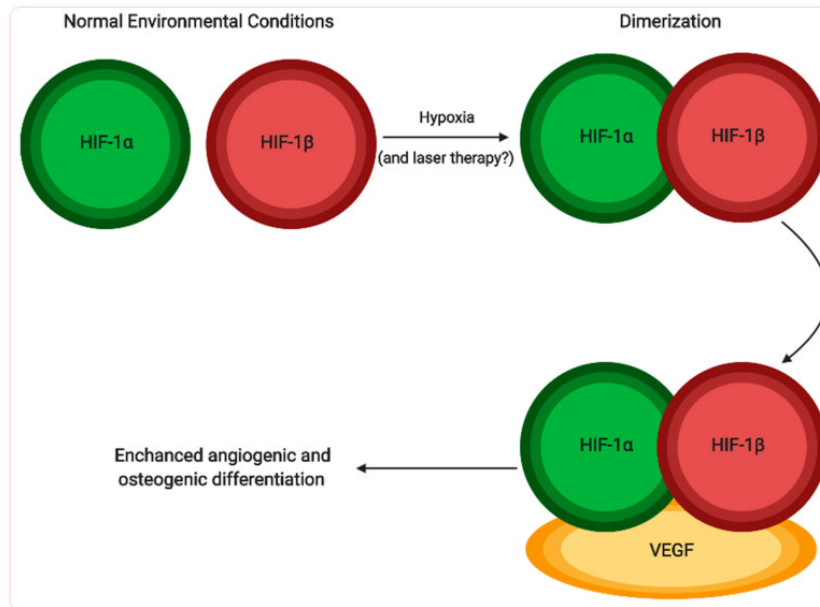 Normal Environmental Conditions
Dimerization
HIF-1α
HIF-1β
Hypoxia
(and laser therapy?)
HIF-1α
HIF-1β
HIF-1α
HIF-1β
VEGF
Enchanced angiogenic and
osteogenic differentiation